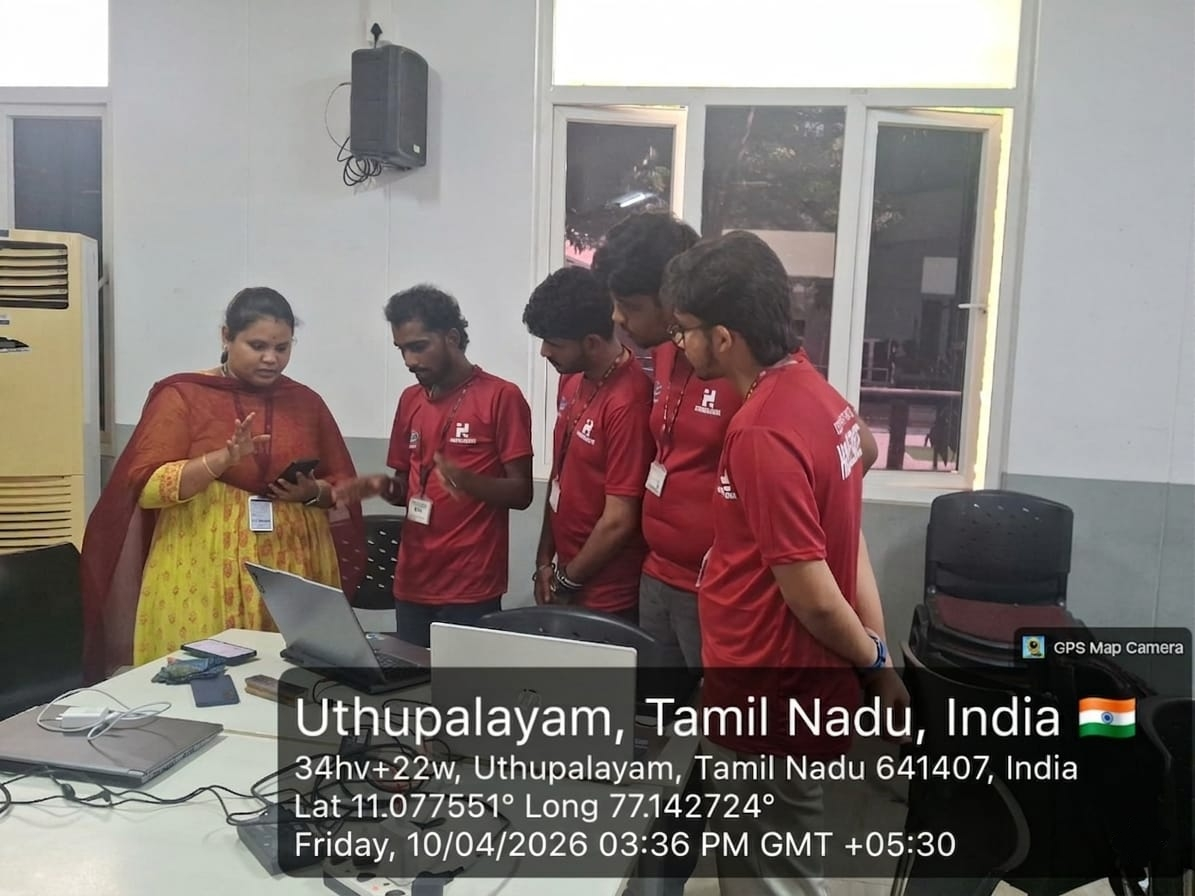 GPS Map Camera
Uthupalayam, Tamil Nadu, India
34hv+22w, Uthupalayam, Tamil Nadu 641407, India
Lat 11.077551° Long 77.142724°
Friday, 10/04/2026 03:36 PM GMT +05:30